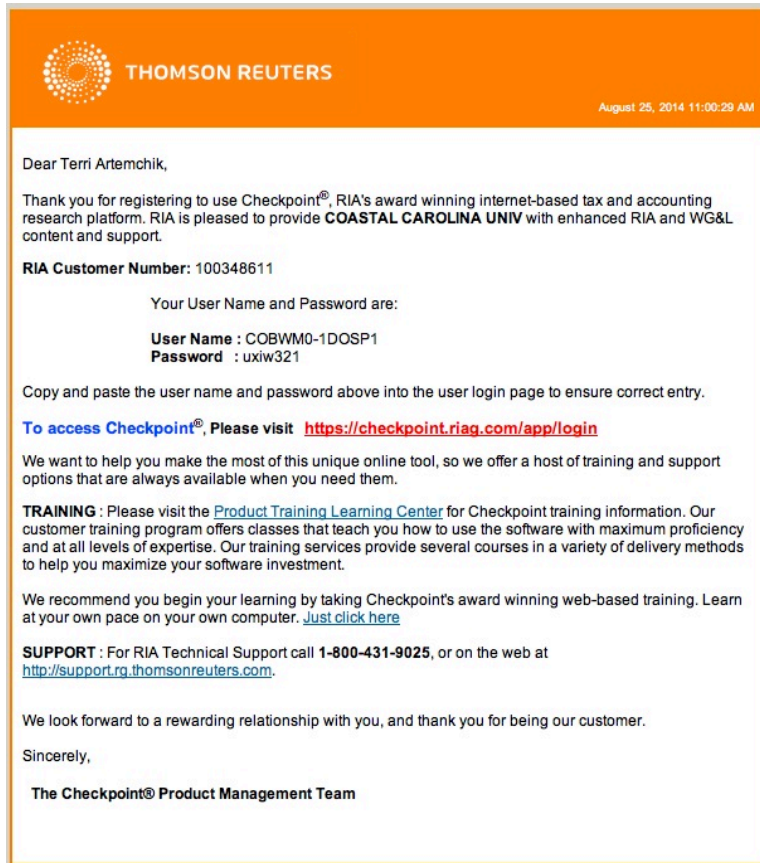 THOMSON REUTERS
August 25, 2014 11:00:29 AM
Dear Terri Artemchik,
Thank you for registering to use Checkpoint®, RIA's award winning internet-based tax and accounting
research platform. RIA is pleased to provide COASTAL CAROLINA UNIV with enhanced RIA and WG&L
content and support.
RIA Customer Number: 100348611
Your User Name and Password are:
User Name : COBWM0-1DOSP1
Password : uxiw321
Copy and paste the user name and password above into the user login page to ensure correct entry.
To access Checkpoint®, Please visit https://checkpoint.riag.com/app/login
We want to help you make the most of this unique online tool, so we offer a host of training and support
options that are always available when you need them.
TRAINING : Please visit the Product Training Learning Center for Checkpoint training information. Our
customer training program offers classes that teach you how to use the software with maximum proficiency
and at all levels of expertise. Our training services provide several courses in a variety of delivery methods
to help you maximize your software investment.
We recommend you begin your learning by taking Checkpoint's award winning web-based training. Learn
at your own pace on your own computer. Just click here
SUPPORT : For RIA Technical Support call 1-800-431-9025, or on the web at
http://support.rg.thomsonreuters.com.
We look forward to a rewarding relationship with you, and thank you for being our customer.
Sincerely,
The Checkpoint® Product Management Team